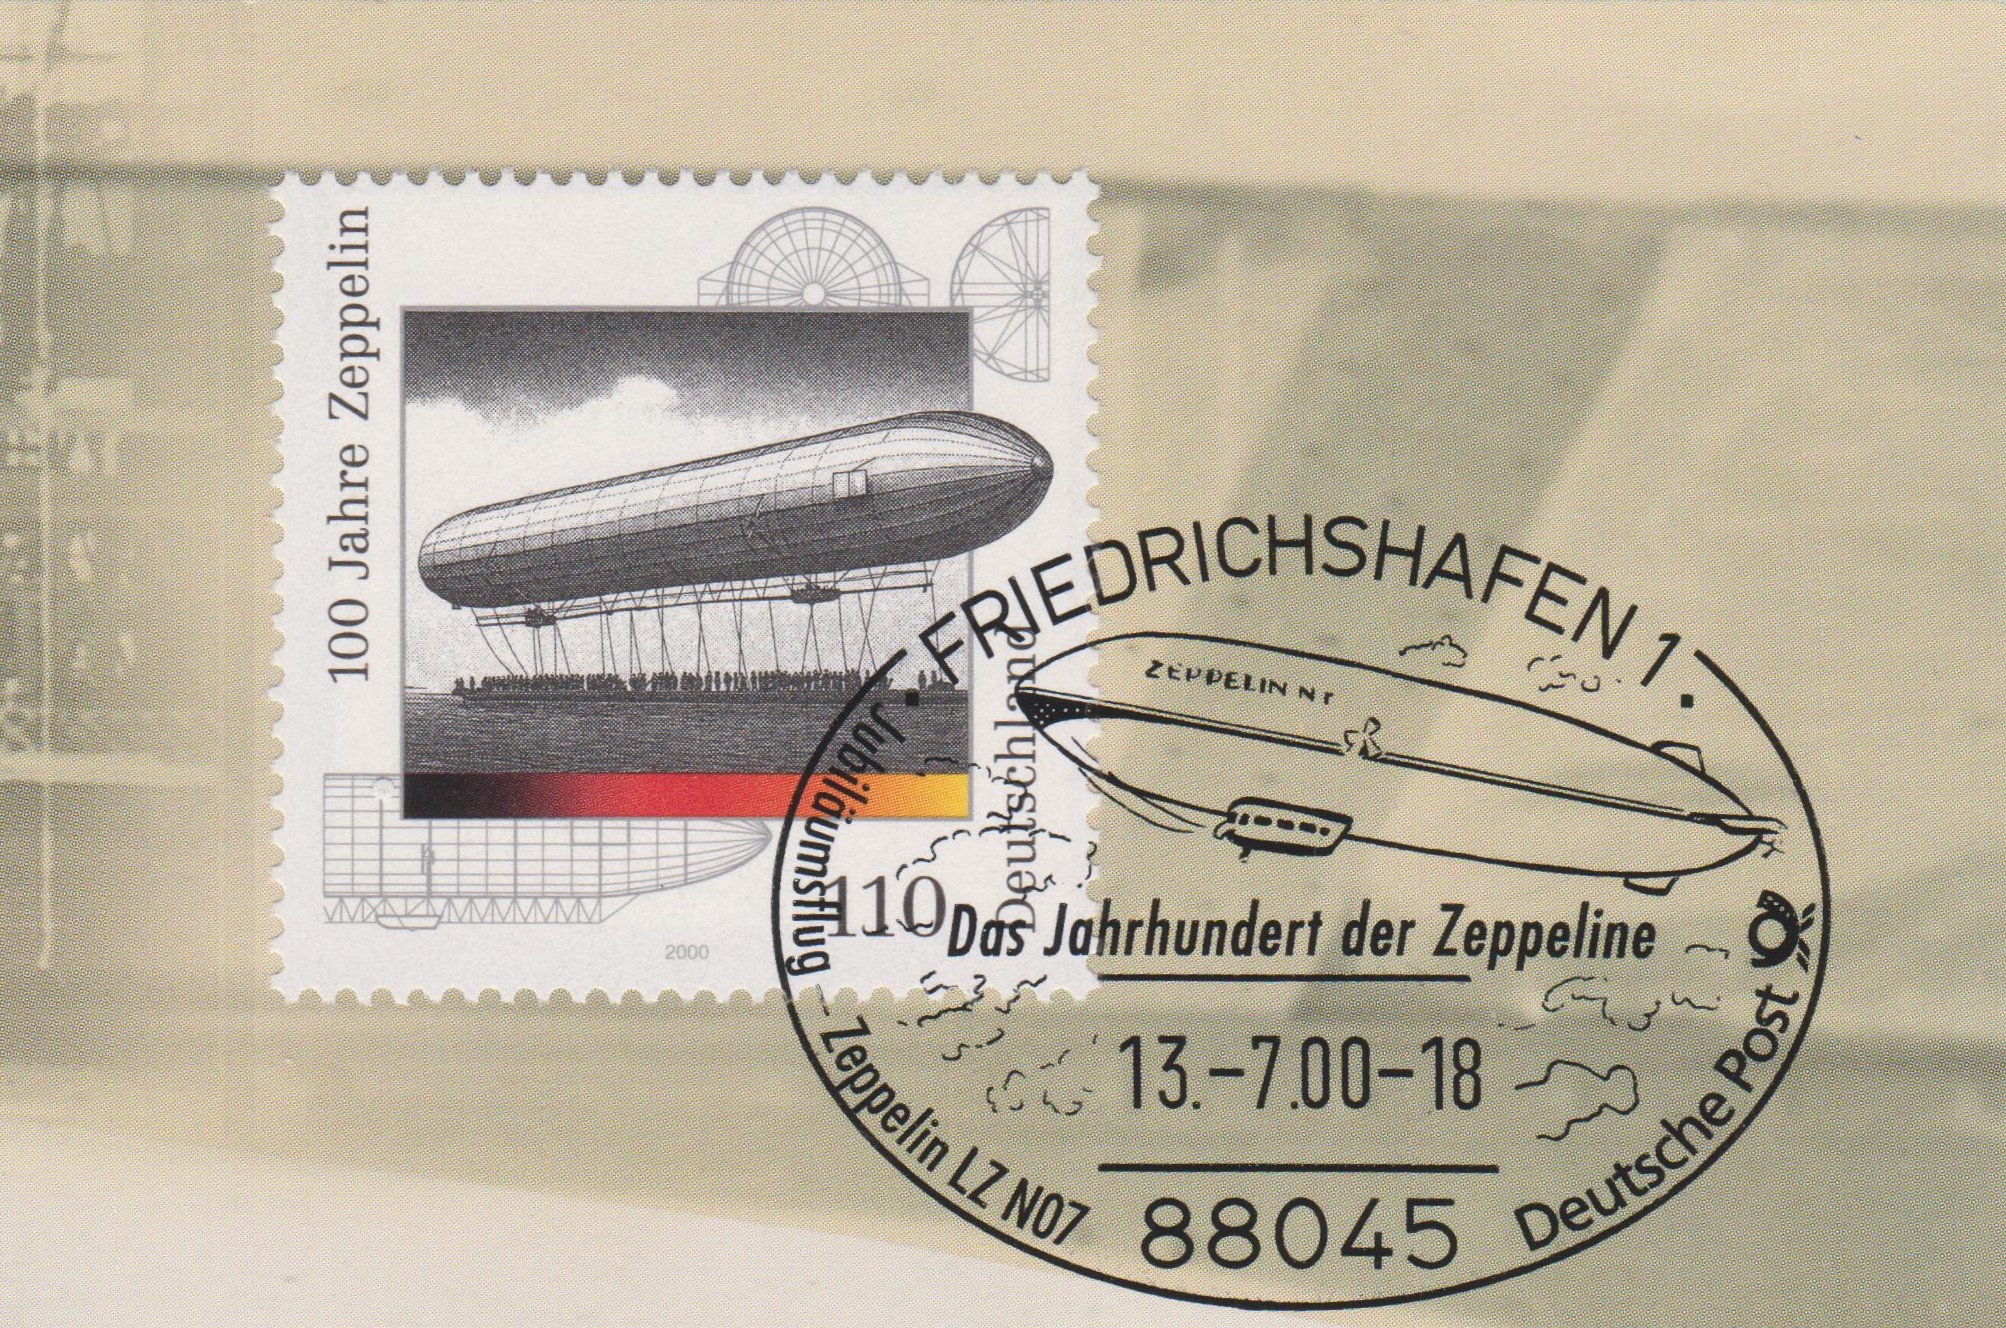 100 Jahre Zeppelin
Deutschland
110
2000
FRIEDRICHSHAFEN 1
ZEPPELIN NT
Jubiläumsflug – Zeppelin LZ N07
Das Jahrhundert der Zeppeline
13.-7.00-18
88045
Deutsche Post